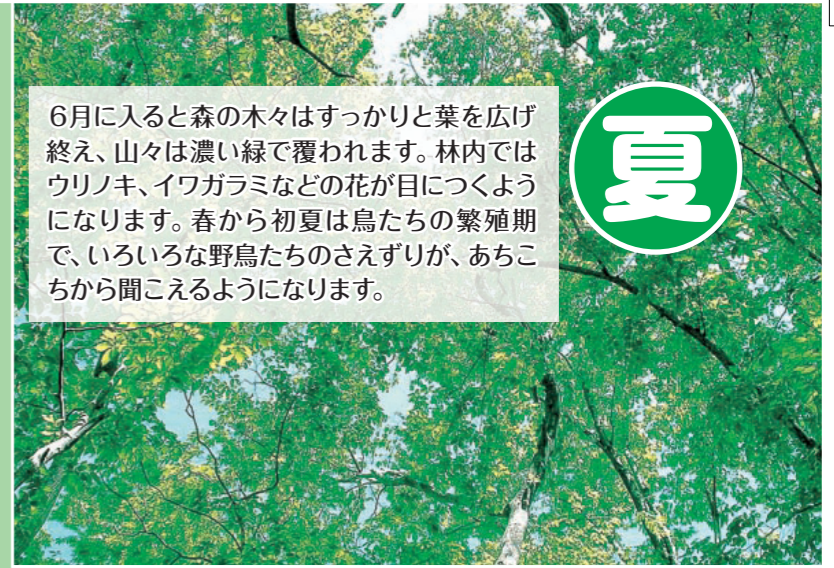 6月に入ると森の木々はすっかりと葉を広げ
終え、山々は濃い緑で覆われます。林内では
ウリノキ、イワガラミなどの花が目につくよう
になります。春から初夏は鳥たちの繁殖期
で、いろいろな野鳥たちのさえずりが、あちこ
ちから聞こえるようになります。
夏